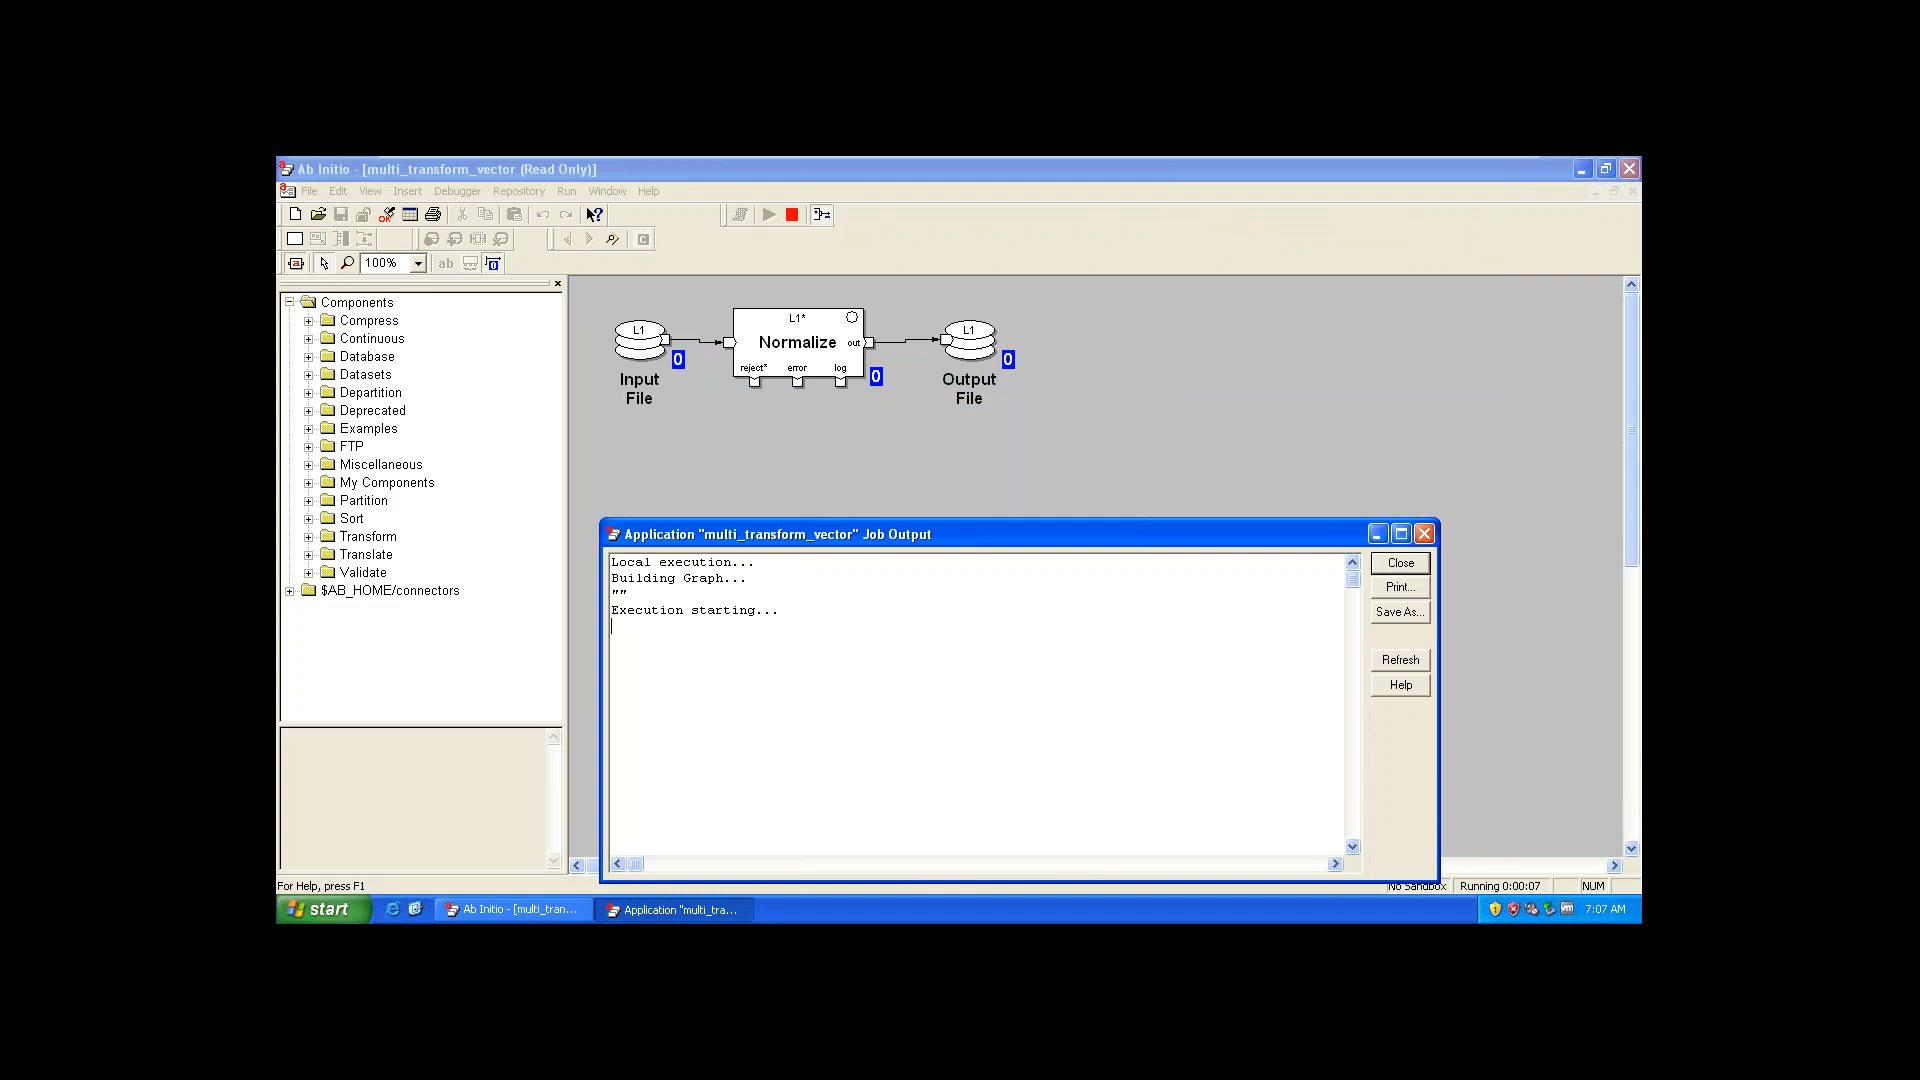 Ab Initio - [multi_transform_vector (Read Only)]
File Edit View Insert Debugger Repository Run Window Help
100%
ab
Components
Compress
Continuous
Database
Datasets
Departition
Deprecated
Examples
FTP
Miscellaneous
My Components
Partition
Sort
Transform
Translate
Validate
$AB_HOME/connectors
L1
0
Input
File
L1*
Normalize
out
reject* error log
0
L1
0
Output
File
Application "multi_transform_vector" Job Output
Local execution...
Building Graph...
""
Execution starting...
Close
Print...
Save As...
Refresh
Help
For Help, press F1
No Sandbox
Running 0:00:07
NUM
start
Ab Initio - [multi_tran...
Application "multi_tra...
7:07 AM